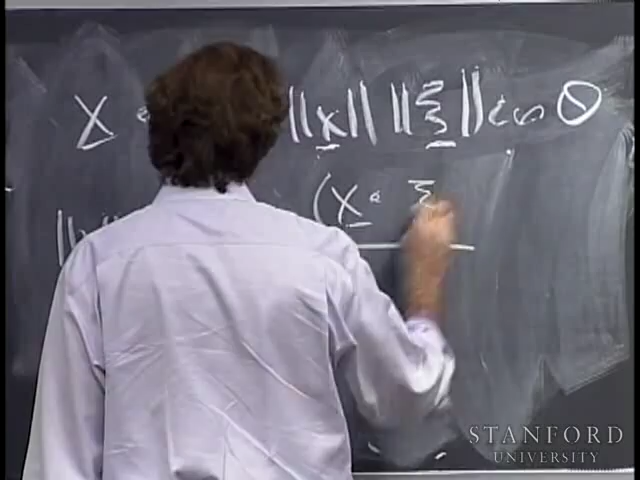 x · ||x|| ||ξ|| cos Θ
|| (x · ξ
STANFORD
UNIVERSITY